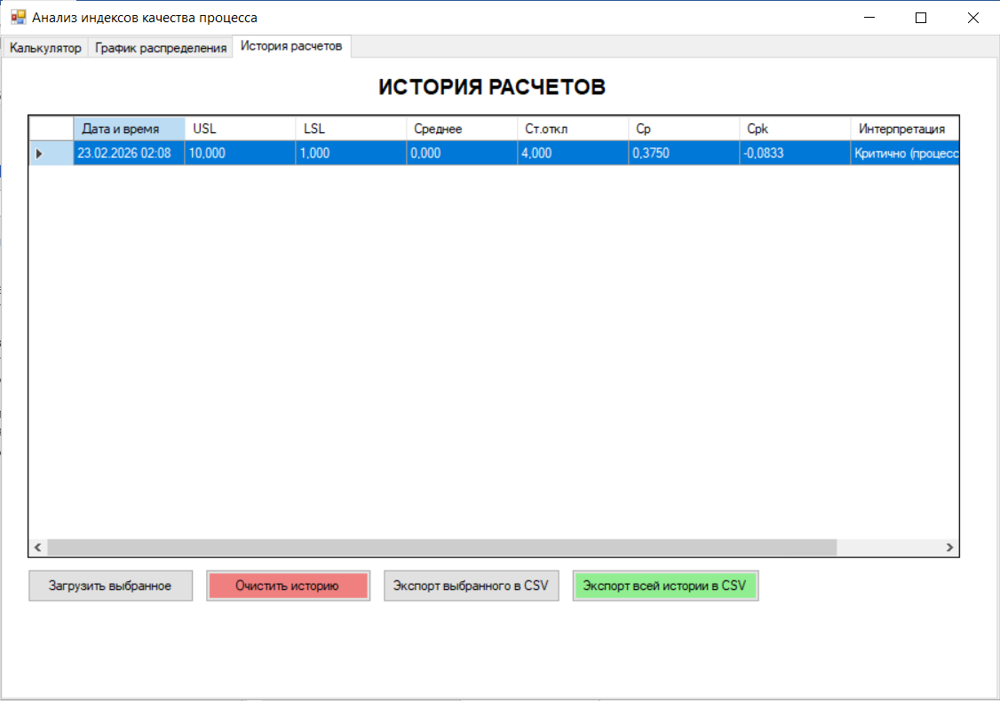 Анализ индексов качества процесса
Калькулятор График распределения История расчетов
ИСТОРИЯ РАСЧЕТОВ
Дата и время USL LSL Среднее Ст.откл Cp Cpk Интерпретация
23.02.2026 02:08 10,000 1,000 0,000 4,000 0,3750 -0,0833 Критично (процесс
Загрузить выбранное Очистить историю Экспорт выбранного в CSV Экспорт всей истории в CSV